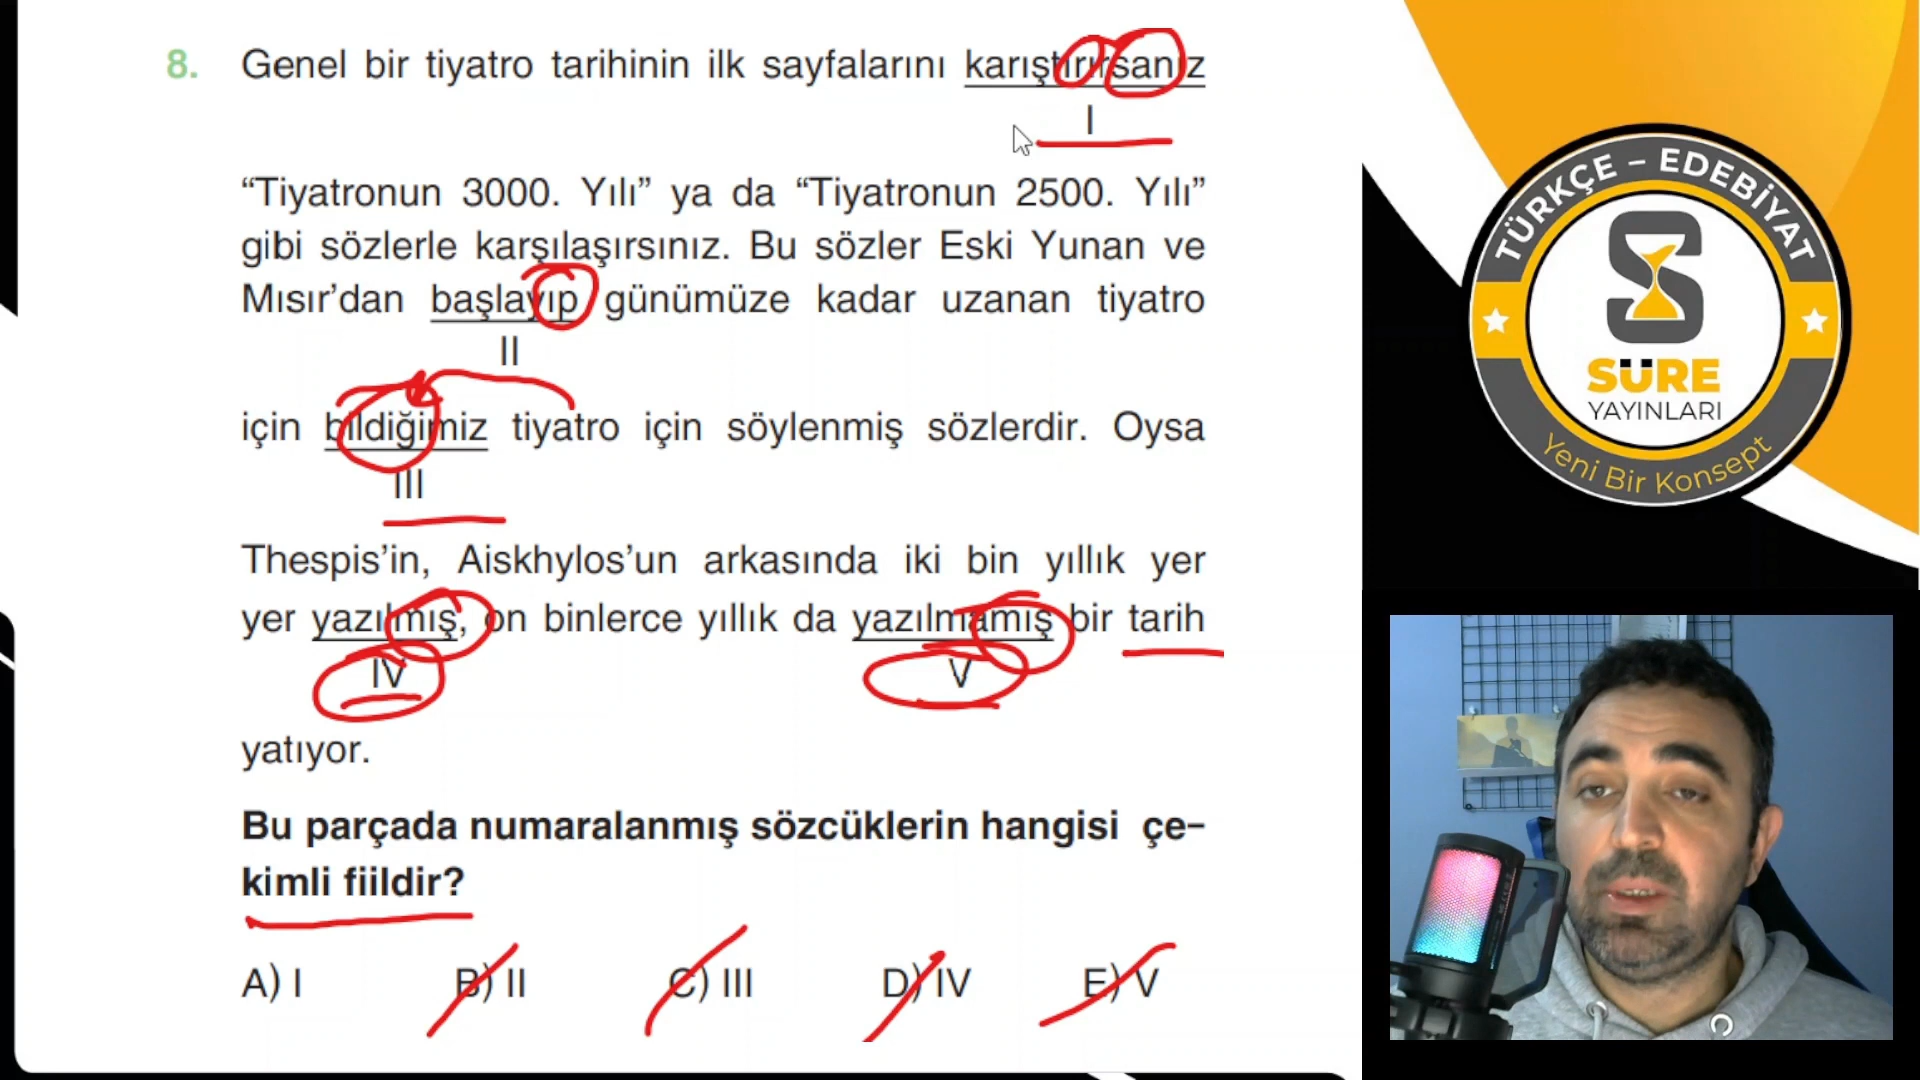 8. Genel bir tiyatro tarihinin ilk sayfalarını karıştırırsanız
I
“Tiyatronun 3000. Yılı” ya da “Tiyatronun 2500. Yılı”
gibi sözlerle karşılaşırsınız. Bu sözler Eski Yunan ve
Mısır’dan başlayıp günümüze kadar uzanan tiyatro
II
için bildiğimiz tiyatro için söylenmiş sözlerdir. Oysa
III
Thespis’in, Aiskhylos’un arkasında iki bin yıllık yer
yer yazılmış, on binlerce yıllık da yazılmamış bir tarih
IV V
yatıyor.
Bu parçada numaralanmış sözcüklerin hangisi çe-
kimli fiildir?
A) I B) II C) III D) IV E) V
TÜRKÇE – EDEBİYAT
SÜRE
YAYINLARI
Yeni Bir Konsept